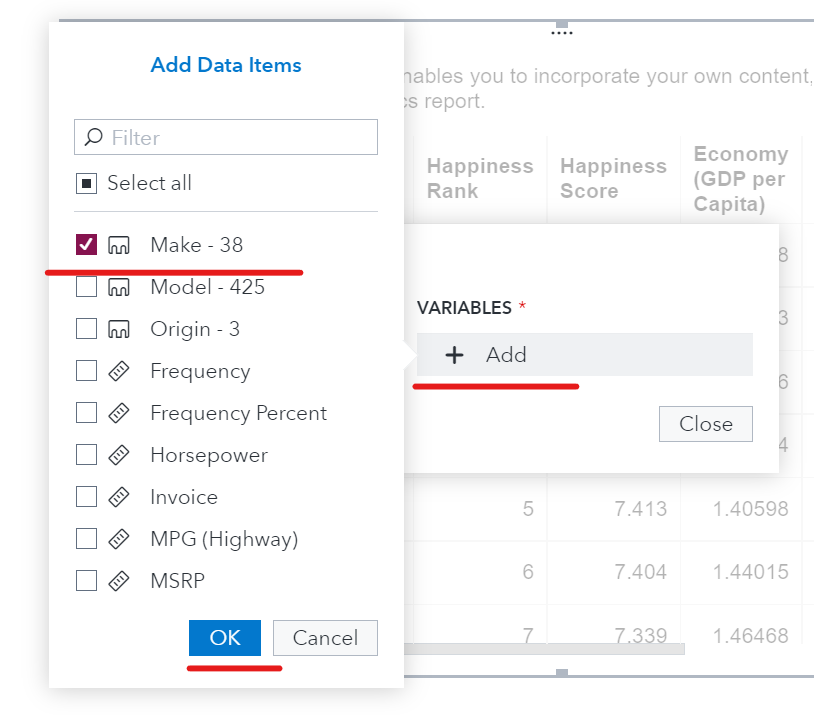 Add Data Items
Filter
Select all
Make - 38
Model - 425
Origin - 3
Frequency
Frequency Percent
Horsepower
Invoice
MPG (Highway)
MSRP
OK
Cancel
VARIABLES *
Add
Close
you to incorporate your own content,
report.
Happiness
Rank
Happiness
Score
Economy
(GDP per
Capita)
8
3
6
4
5 7.413 1.40598
6 7.404 1.44015
7 7.339 1.46468